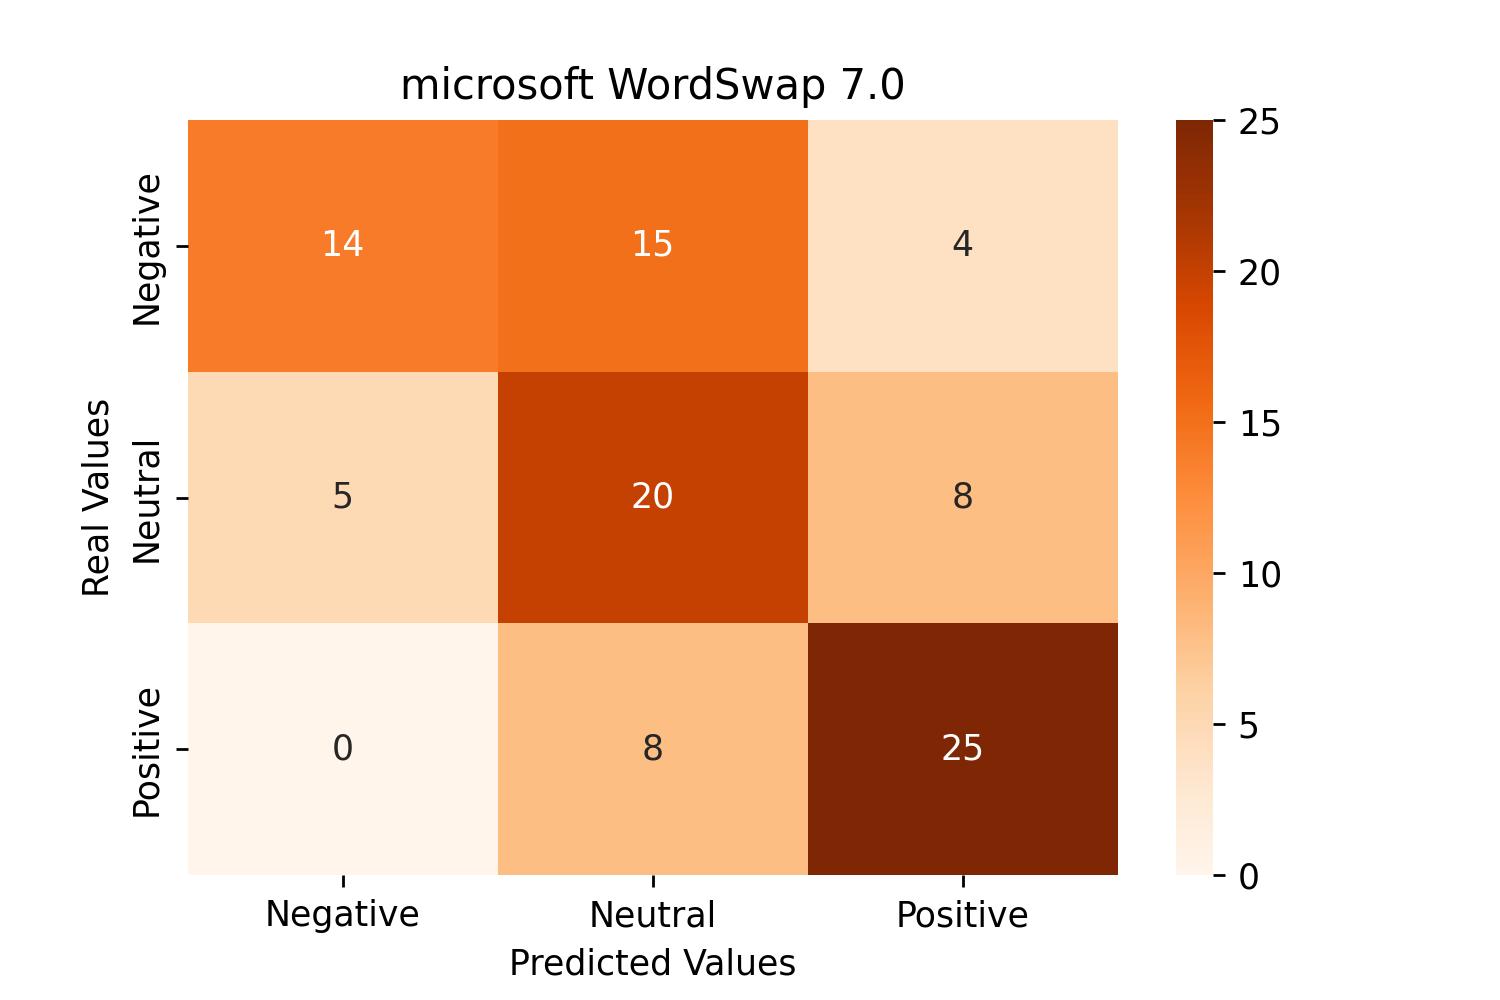 microsoft WordSwap 7.0
Real Values
Negative
14 15 4
Neutral
5 20 8
Positive
0 8 25
Negative Neutral Positive
Predicted Values
25
20
15
10
5
0